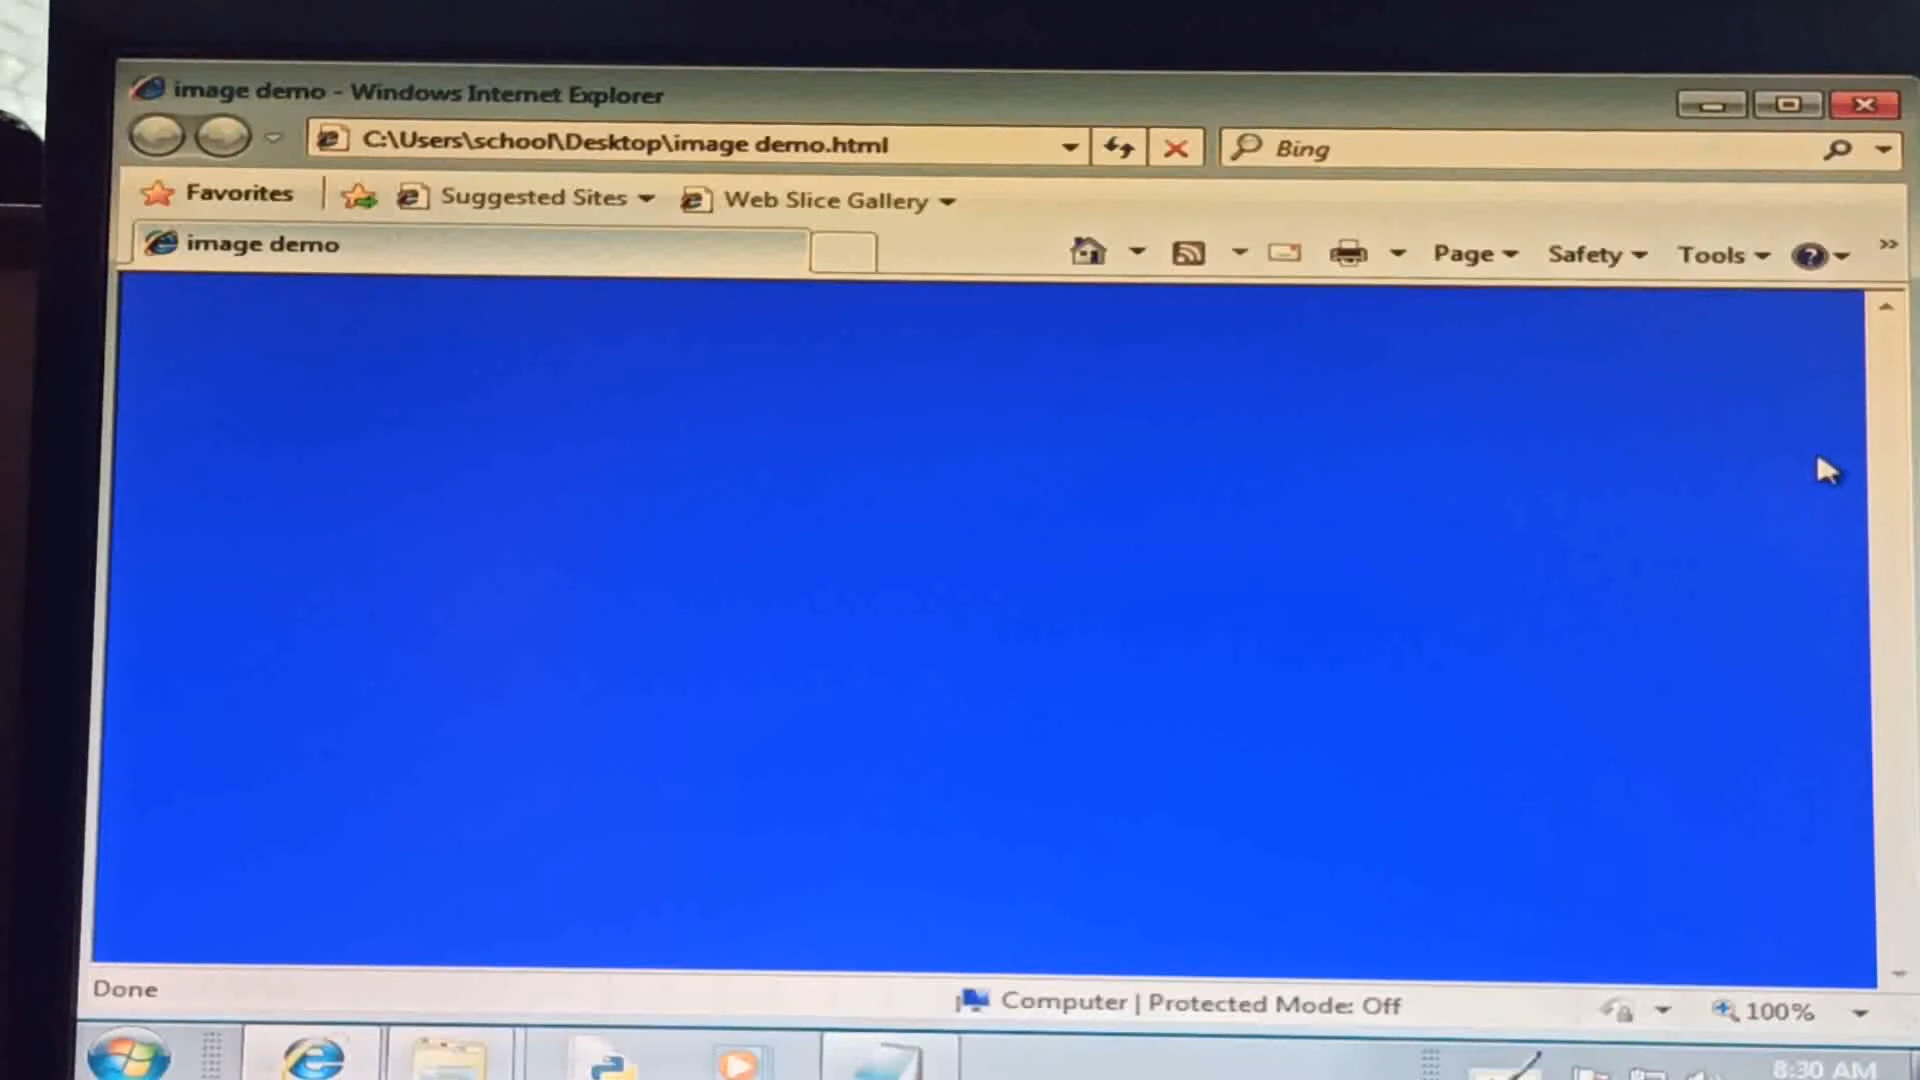 image demo - Windows Internet Explorer
C:\Users\school\Desktop\image demo.html
Bing
Favorites
Suggested Sites
Web Slice Gallery
image demo
Page
Safety
Tools
Done
Computer | Protected Mode: Off
100%
8:30 AM